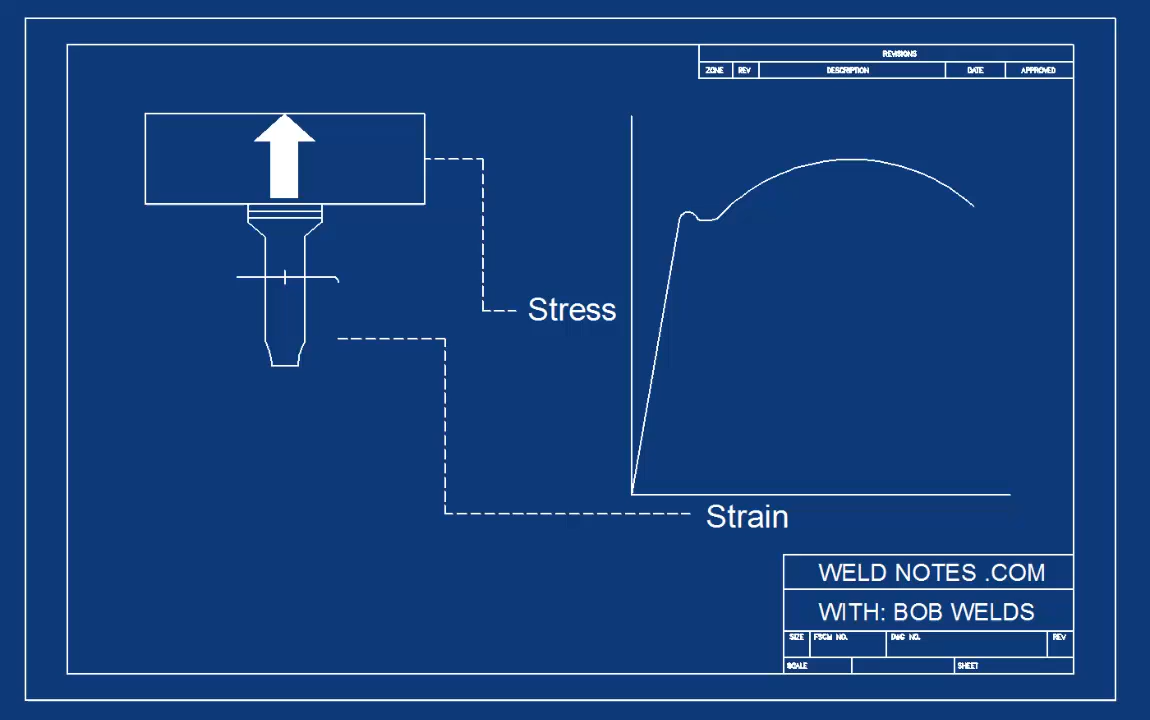 REVISIONS
ZONE REV DESCRIPTION DATE APPROVED
Stress
Strain
WELD NOTES .COM
WITH: BOB WELDS
SIZE FSCM NO. DWG NO. REV
SCALE SHEET